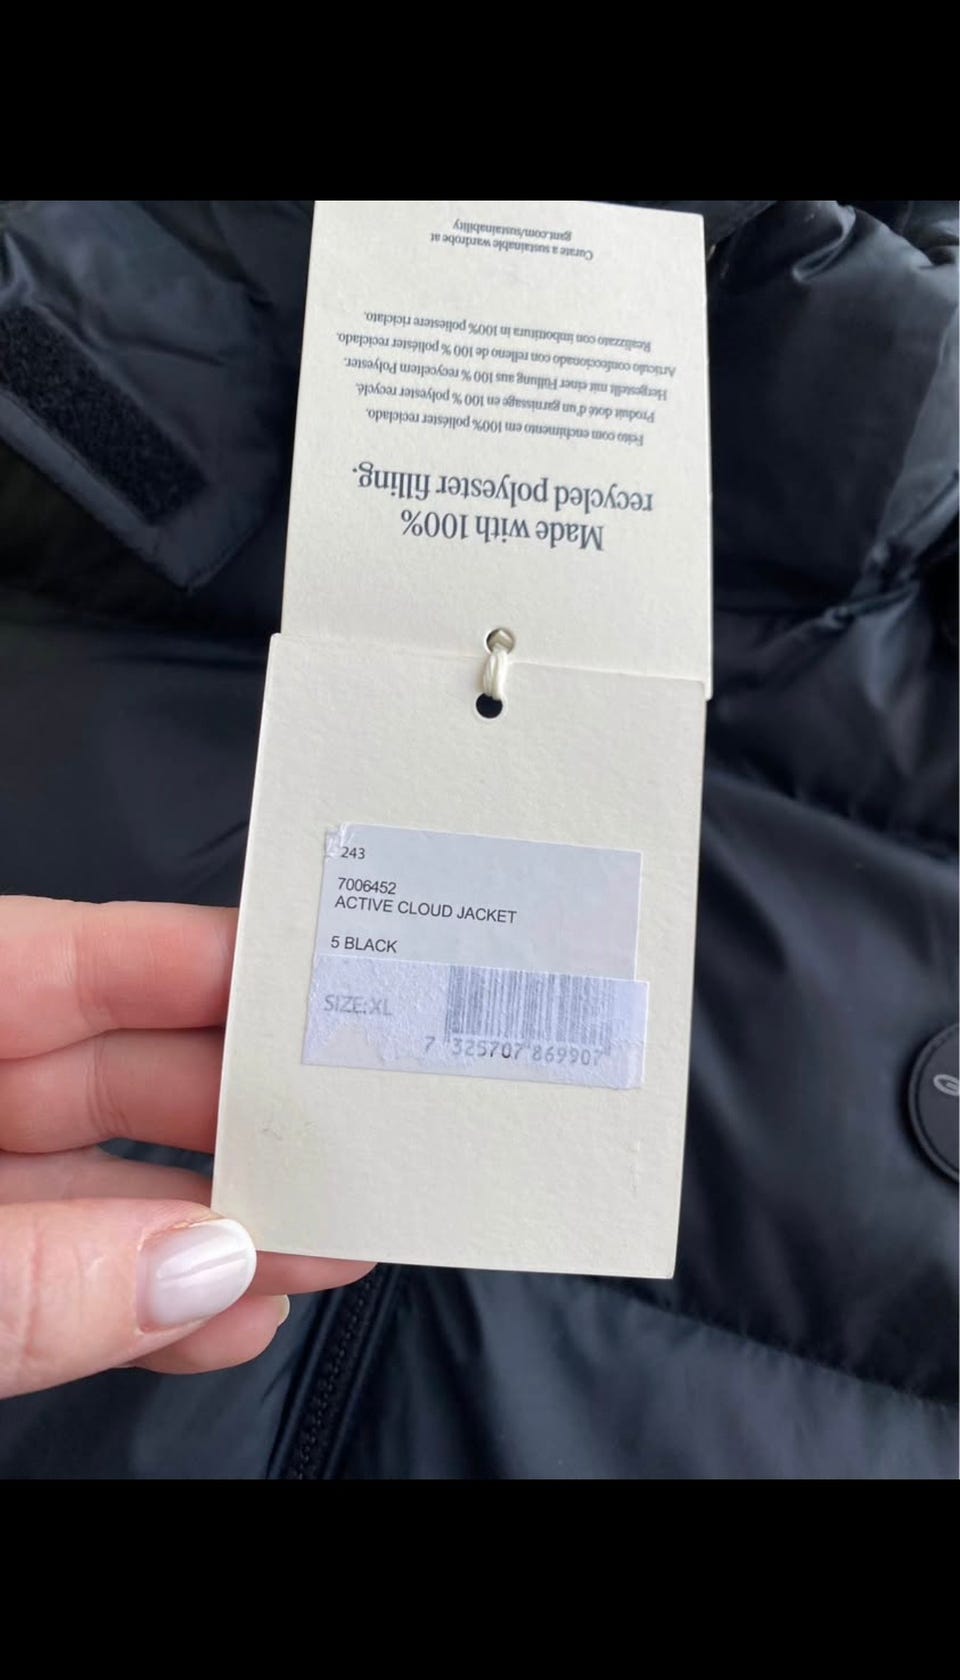 Made with 100%
recycled polyester filling.
Feito com enchimento em 100% poliéster reciclado.
Produit doté d'un garnissage en 100 % polyester recyclé.
Hergestellt mit einer Füllung aus 100 % recyceltem Polyester.
Artículo confeccionado con relleno de 100 % poliéster reciclado.
Realizzato con imbottitura in 100% poliestere riciclato.
Curate a sustainable wardrobe at
gant.com/sustainability
243
7006452
ACTIVE CLOUD JACKET
5 BLACK
SIZE:XL
7 325707 869907